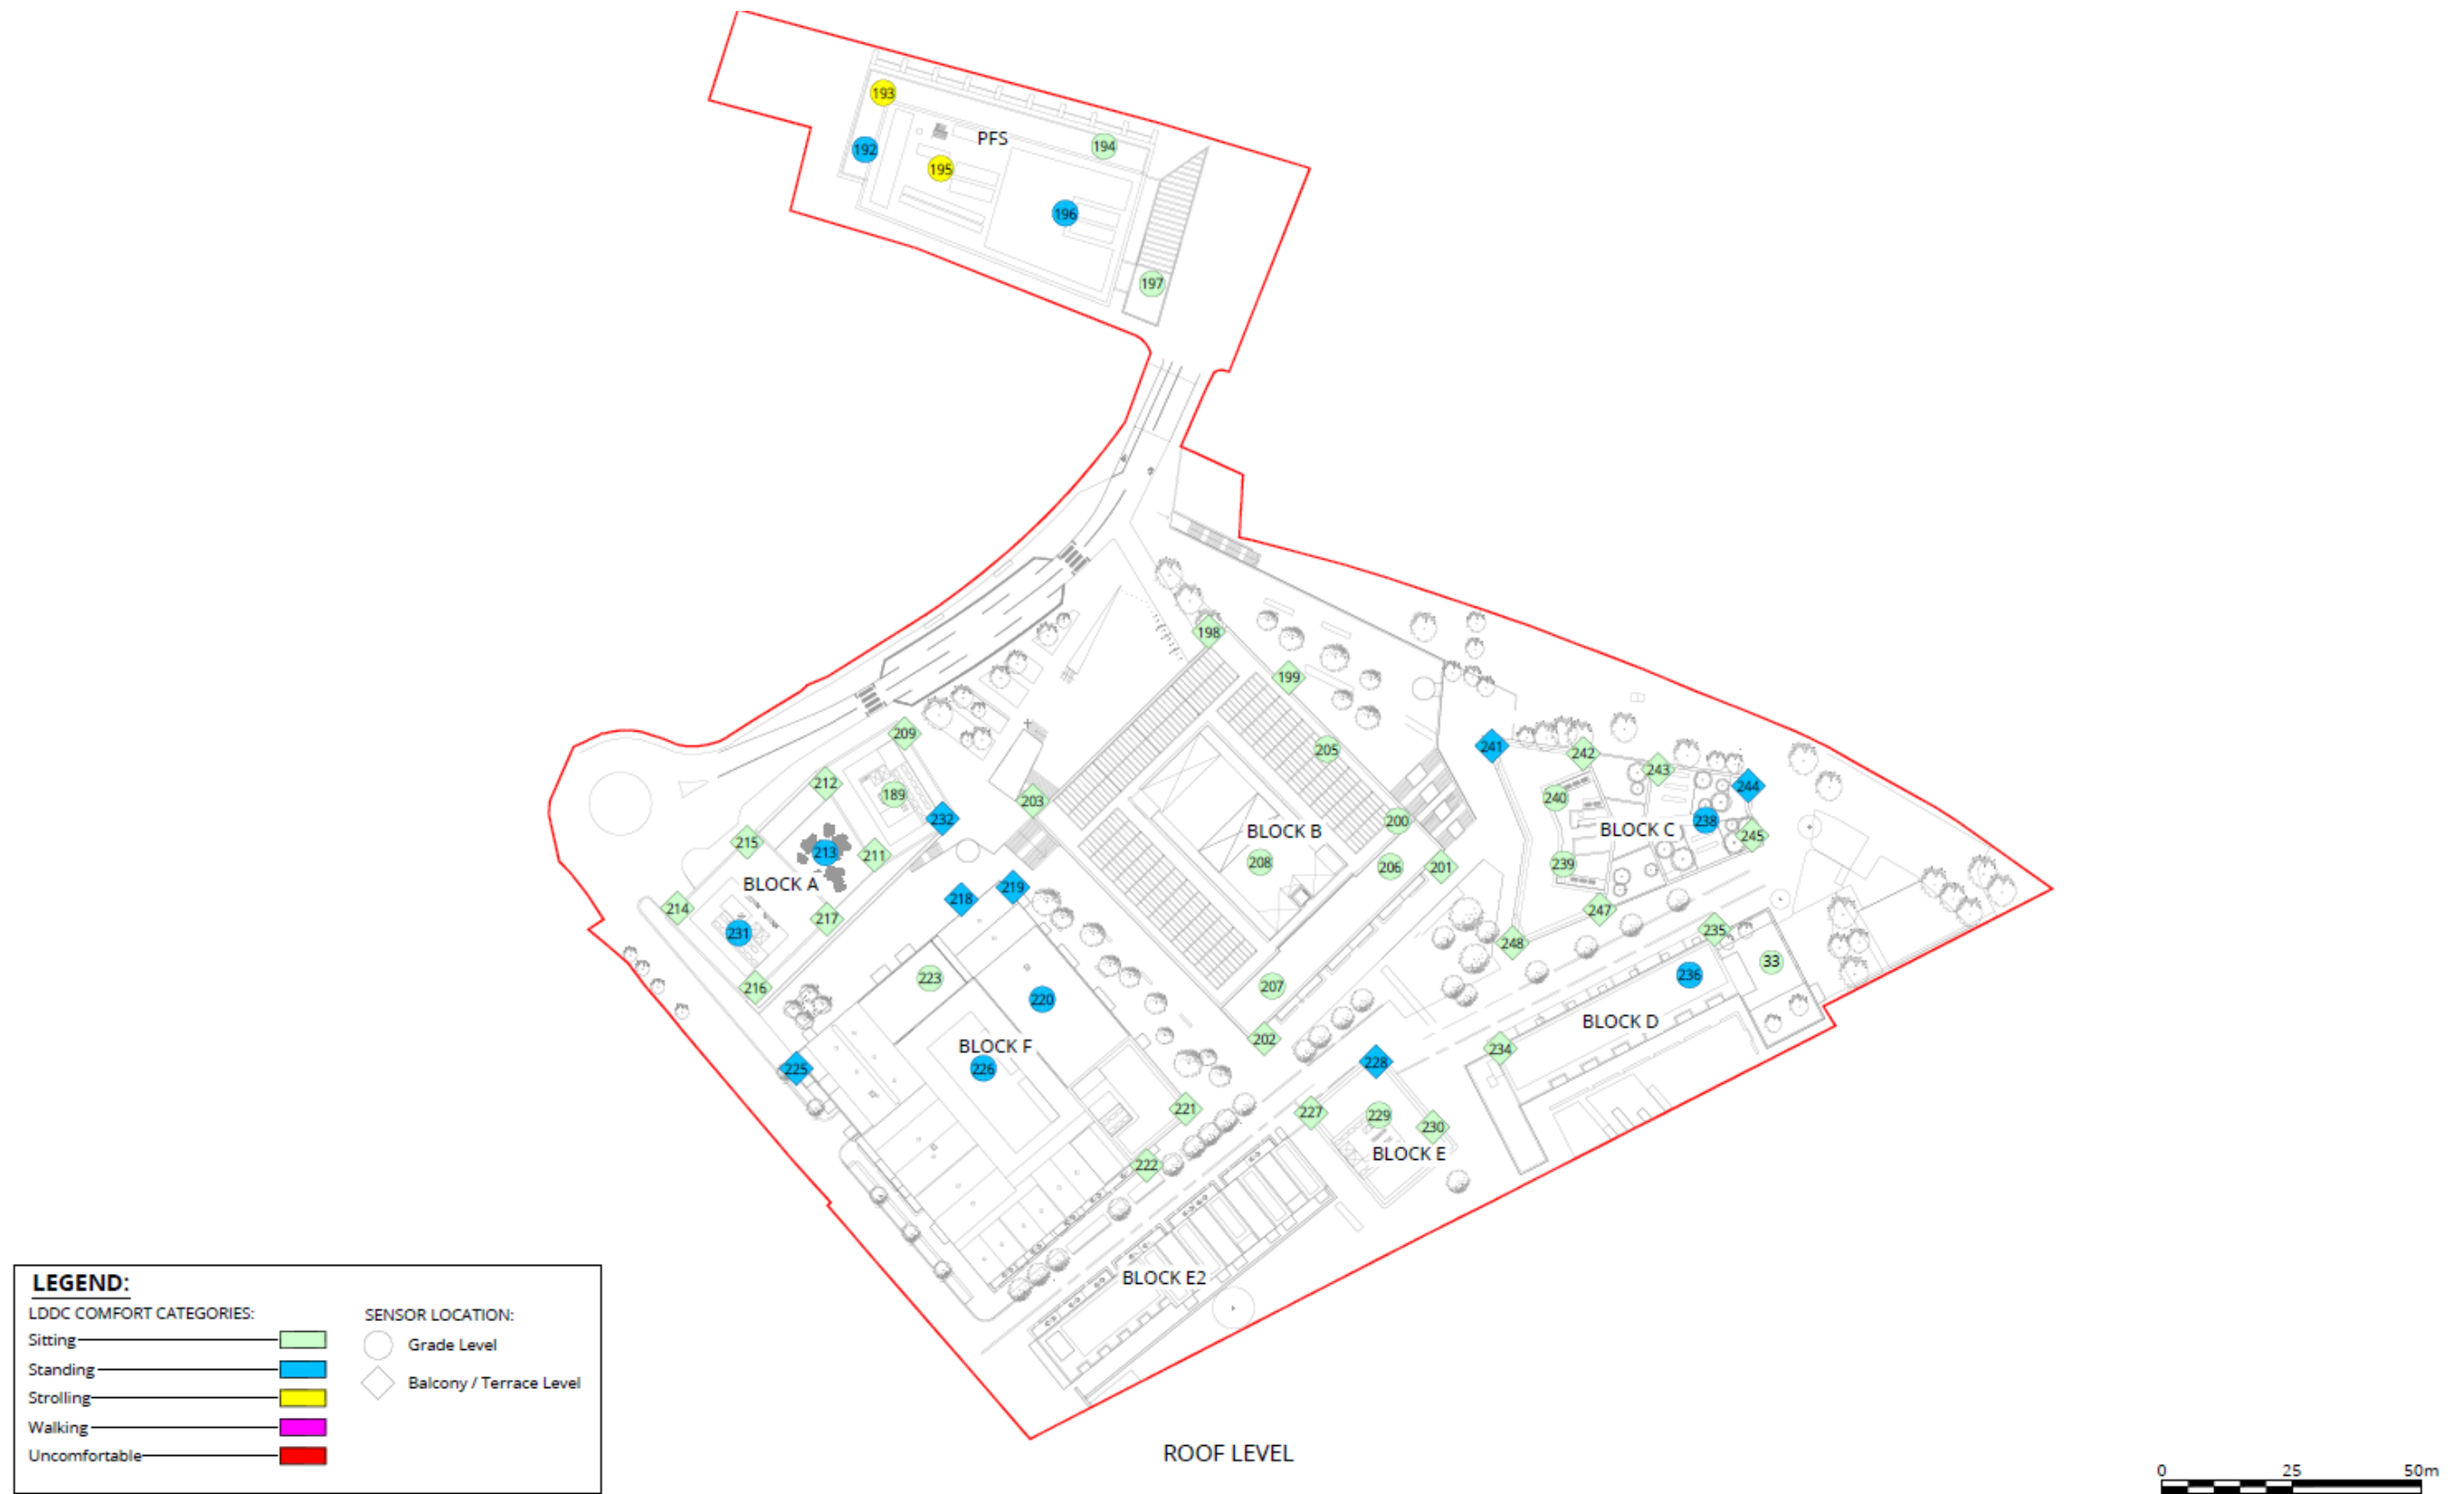 193
PFS
194
192
195
196
197
198
199
209
241
205
242
243
212
244
189
240
203
232
200
238
BLOCK B
BLOCK C
245
215
213
211
208
206
201
239
BLOCK A
219
218
214
217
247
235
231
248
33
223
236
216
207
220
BLOCK D
202
BLOCK F
234
228
225
226
221
227
229
230
BLOCK E
222
BLOCK E2
LEGEND:
LDDC COMFORT CATEGORIES:
Sitting
Standing
Strolling
Walking
Uncomfortable
SENSOR LOCATION:
Grade Level
Balcony / Terrace Level
ROOF LEVEL
0 25 50m